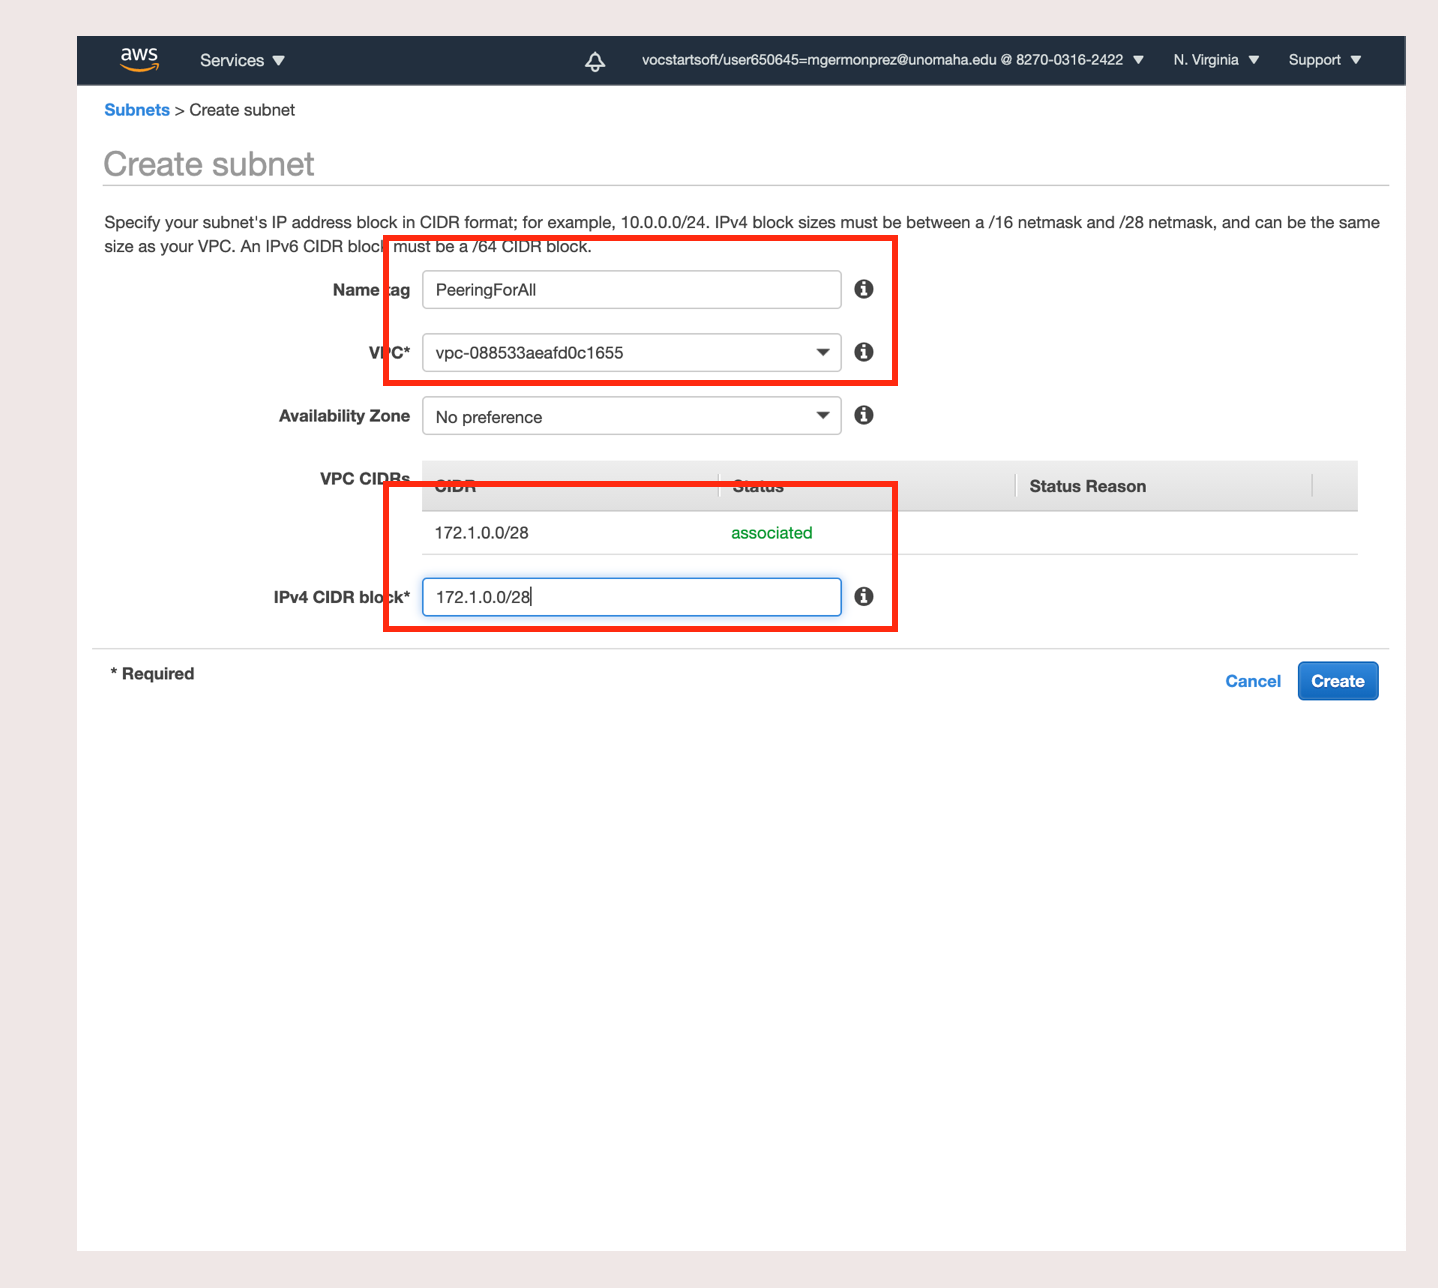 aws Services vocstartsoft/user650645=mgermonprez@unomaha.edu @ 8270-0316-2422 N. Virginia Support
Subnets > Create subnet
Create subnet
Specify your subnet's IP address block in CIDR format; for example, 10.0.0.0/24. IPv4 block sizes must be between a /16 netmask and /28 netmask, and can be the same
size as your VPC. An IPv6 CIDR block must be a /64 CIDR block.
Name tag PeeringForAll
VPC* vpc-088533aeafd0c1655
Availability Zone No preference
VPC CIDRs CIDR Status Status Reason
172.1.0.0/28 associated
IPv4 CIDR block* 172.1.0.0/28
* Required
Cancel Create